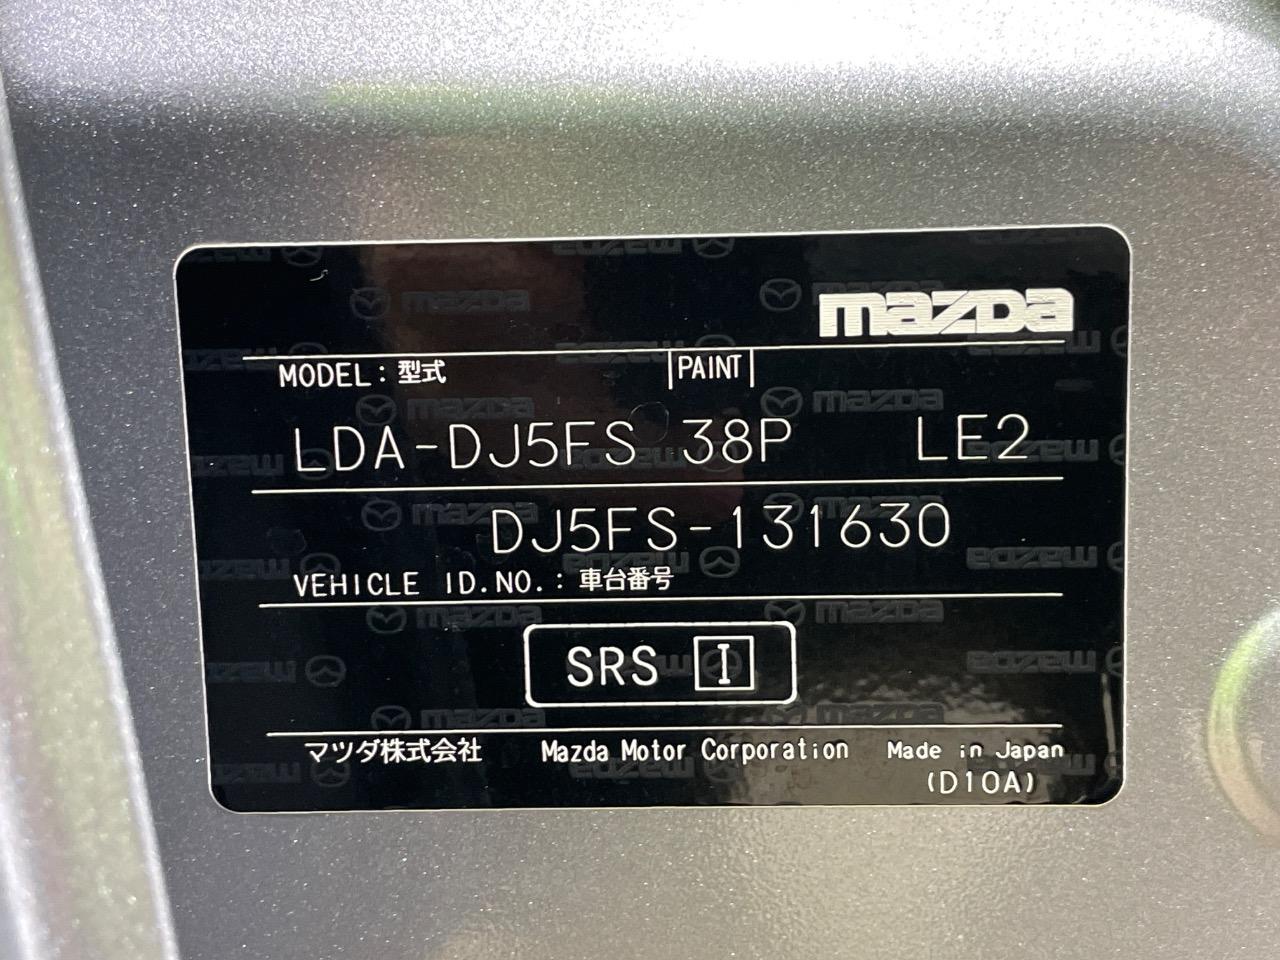 mazda
MODEL: 型式 PAINT
LDA-DJ5FS 38P LE2
DJ5FS-131630
VEHICLE ID.NO.: 車台番号
SRS I
マツダ株式会社 Mazda Motor Corporation Made in Japan
(D10A)